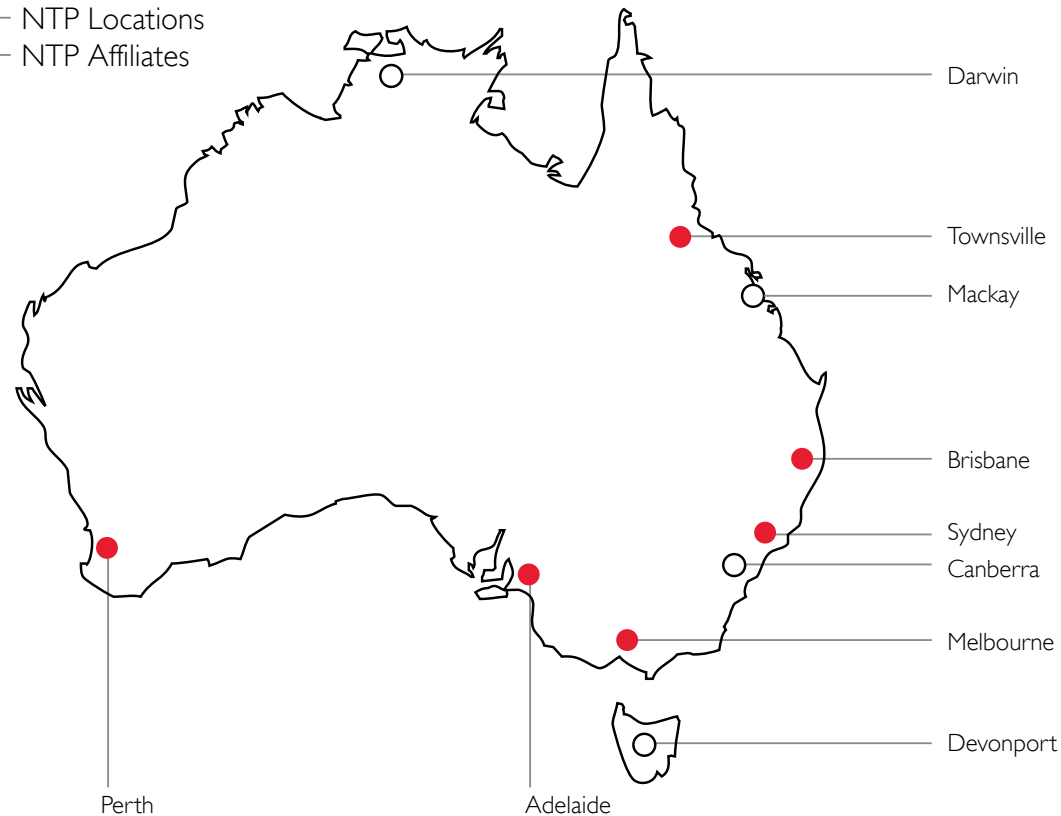 – NTP Locations
– NTP Affiliates
Darwin
Townsville
Mackay
Brisbane
Sydney
Canberra
Melbourne
Devonport
Perth
Adelaide